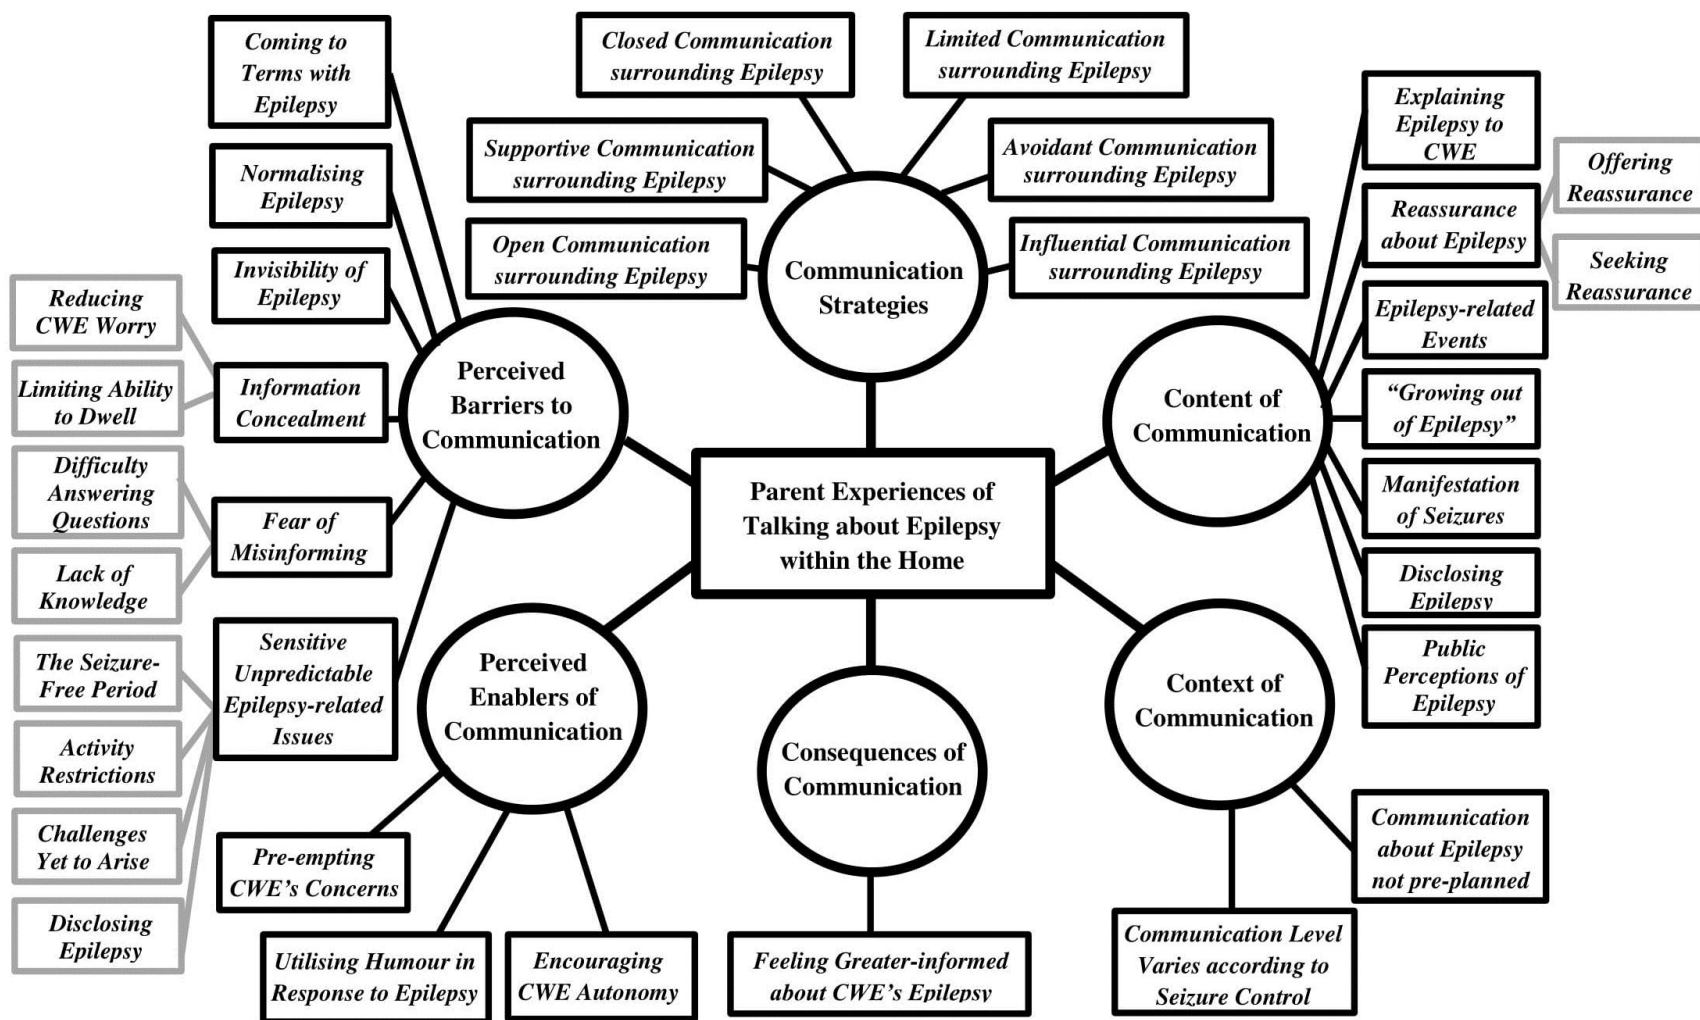 Coming to
Terms with
Epilepsy
Normalising
Epilepsy
Invisibility of
Epilepsy
Information
Concealment
Fear of
Misinforming
Sensitive
Unpredictable
Epilepsy-related
Issues
Reducing
CWE Worry
Limiting Ability
to Dwell
Difficulty
Answering
Questions
Lack of
Knowledge
The Seizure-
Free Period
Activity
Restrictions
Challenges
Yet to Arise
Disclosing
Epilepsy
Perceived
Barriers to
Communication
Closed Communication
surrounding Epilepsy
Limited Communication
surrounding Epilepsy
Supportive Communication
surrounding Epilepsy
Avoidant Communication
surrounding Epilepsy
Open Communication
surrounding Epilepsy
Influential Communication
surrounding Epilepsy
Communication
Strategies
Parent Experiences of
Talking about Epilepsy
within the Home
Content of
Communication
Explaining
Epilepsy to
CWE
Reassurance
about Epilepsy
Offering
Reassurance
Seeking
Reassurance
Epilepsy-related
Events
“Growing out
of Epilepsy”
Manifestation
of Seizures
Disclosing
Epilepsy
Public
Perceptions of
Epilepsy
Perceived
Enablers of
Communication
Pre-empting
CWE’s Concerns
Utilising Humour in
Response to Epilepsy
Encouraging
CWE Autonomy
Consequences of
Communication
Feeling Greater-informed
about CWE’s Epilepsy
Context of
Communication
Communication
about Epilepsy
not pre-planned
Communication Level
Varies according to
Seizure Control